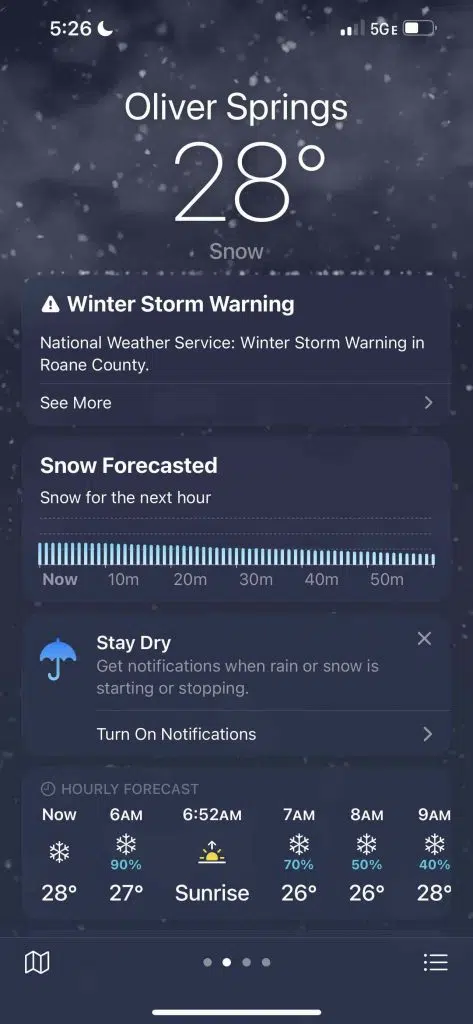 5:26
5GE
Oliver Springs
28°
Snow
Winter Storm Warning
National Weather Service: Winter Storm Warning in
Roane County.
See More
Snow Forecasted
Snow for the next hour
Now 10m 20m 30m 40m 50m
Stay Dry
Get notifications when rain or snow is
starting or stopping.
Turn On Notifications
HOURLY FORECAST
Now 6AM 6:52AM 7AM 8AM 9AM
90% 70% 50% 40%
28° 27° Sunrise 26° 26° 28°